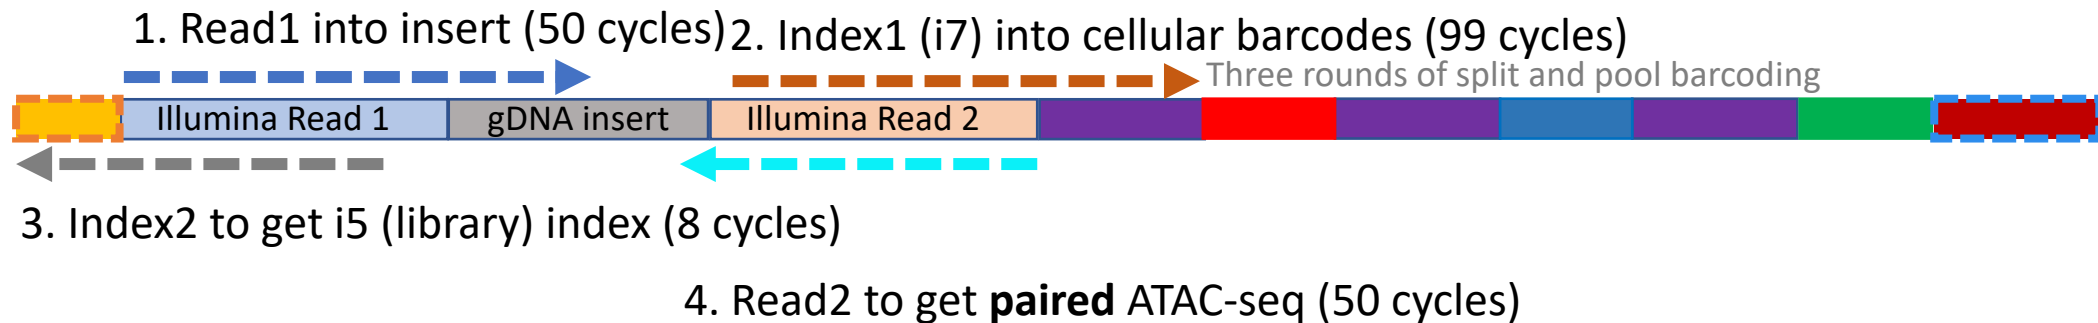 1. Read1 into insert (50 cycles)
2. Index1 (i7) into cellular barcodes (99 cycles)
Three rounds of split and pool barcoding
Illumina Read 1
gDNA insert
Illumina Read 2
3. Index2 to get i5 (library) index (8 cycles)
4. Read2 to get paired ATAC-seq (50 cycles)